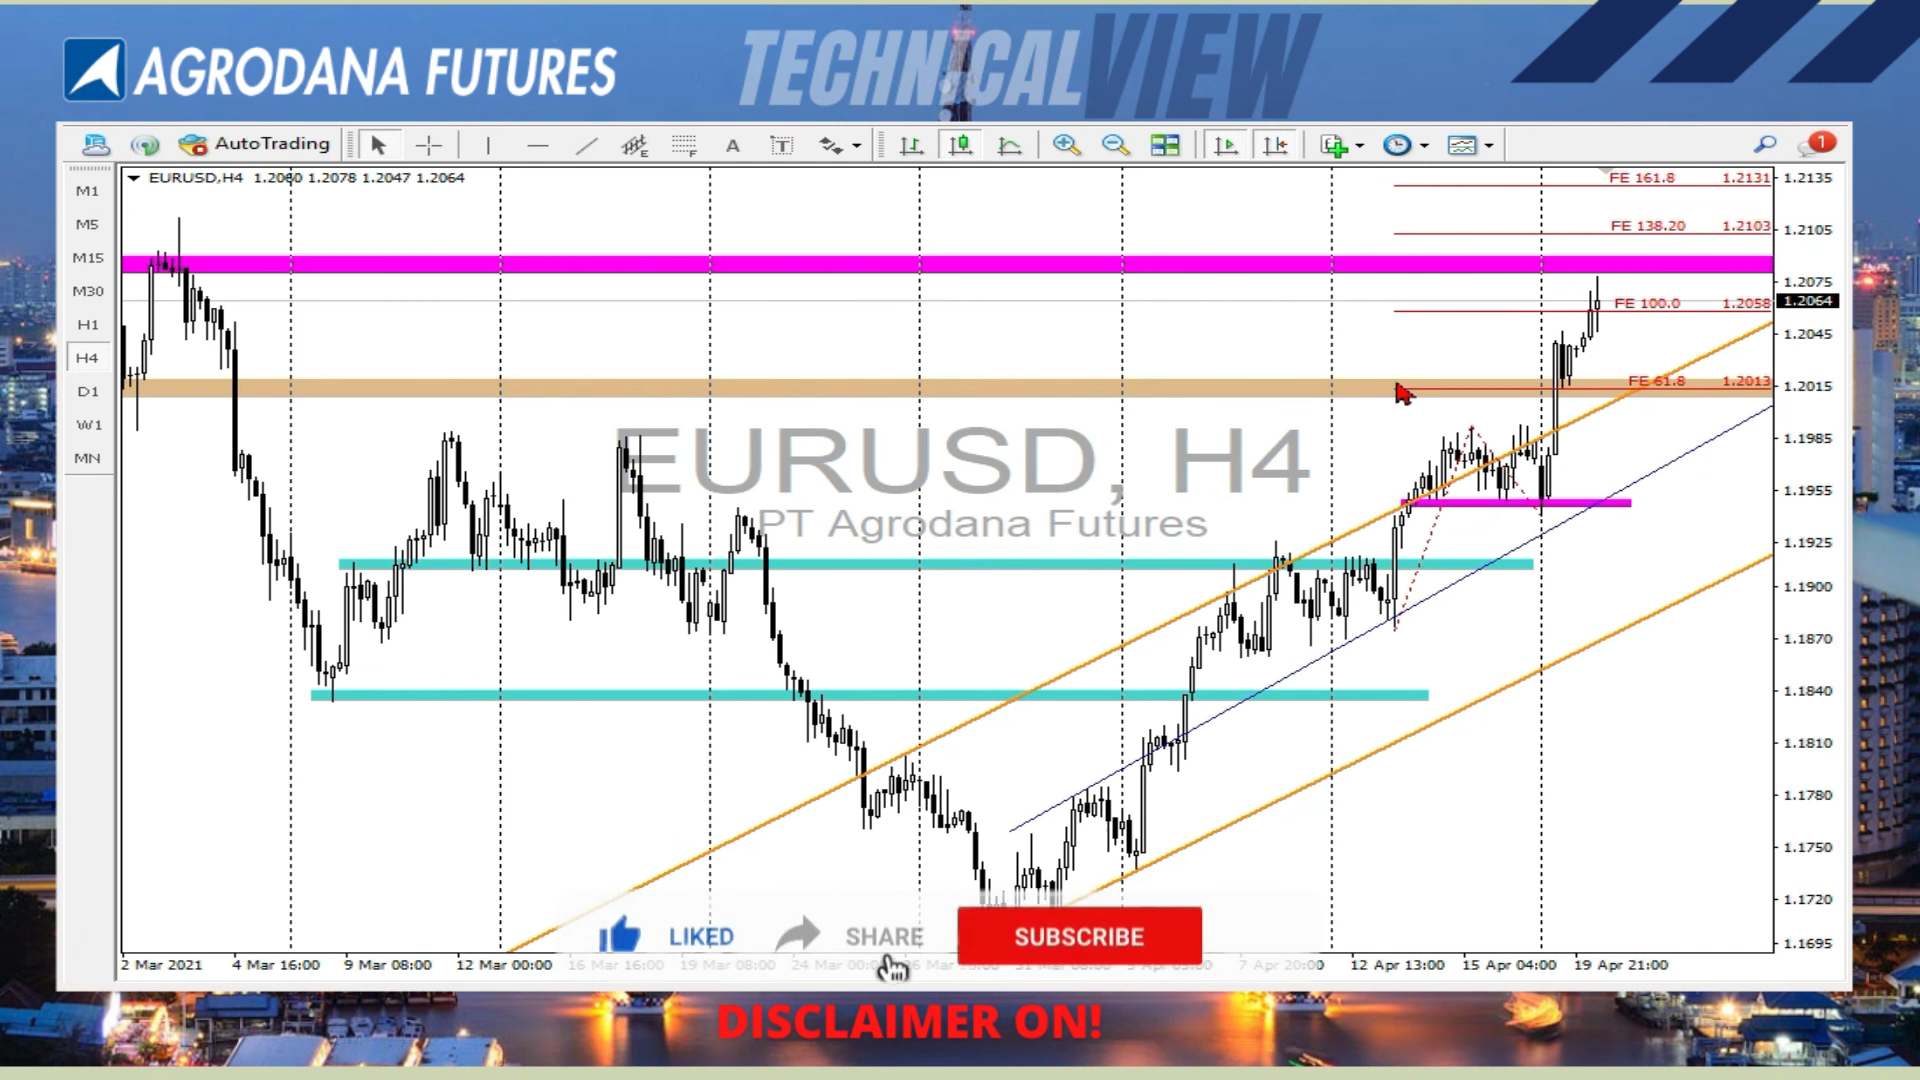 AGRODANA FUTURES
TECHNICAL VIEW
AutoTrading
E
F
A
T
1
M1
M5
M15
M30
H1
H4
D1
W1
MN
EURUSD,H4 1.2060 1.2078 1.2047 1.2064
FE 161.8 1.2131
FE 138.20 1.2103
FE 100.0 1.2058
FE 61.8 1.2013
1.2135
1.2105
1.2075
1.2064
1.2045
1.2015
1.1985
1.1955
1.1925
1.1900
1.1870
1.1840
1.1810
1.1780
1.1750
1.1720
1.1695
EURUSD, H4
PT Agrodana Futures
LIKED
SHARE
SUBSCRIBE
2 Mar 2021 4 Mar 16:00 9 Mar 08:00 12 Mar 00:00 16 Mar 16:00 19 Mar 08:00 24 Mar 7 Apr 20:00 12 Apr 13:00 15 Apr 04:00 19 Apr 21:00
DISCLAIMER ON!